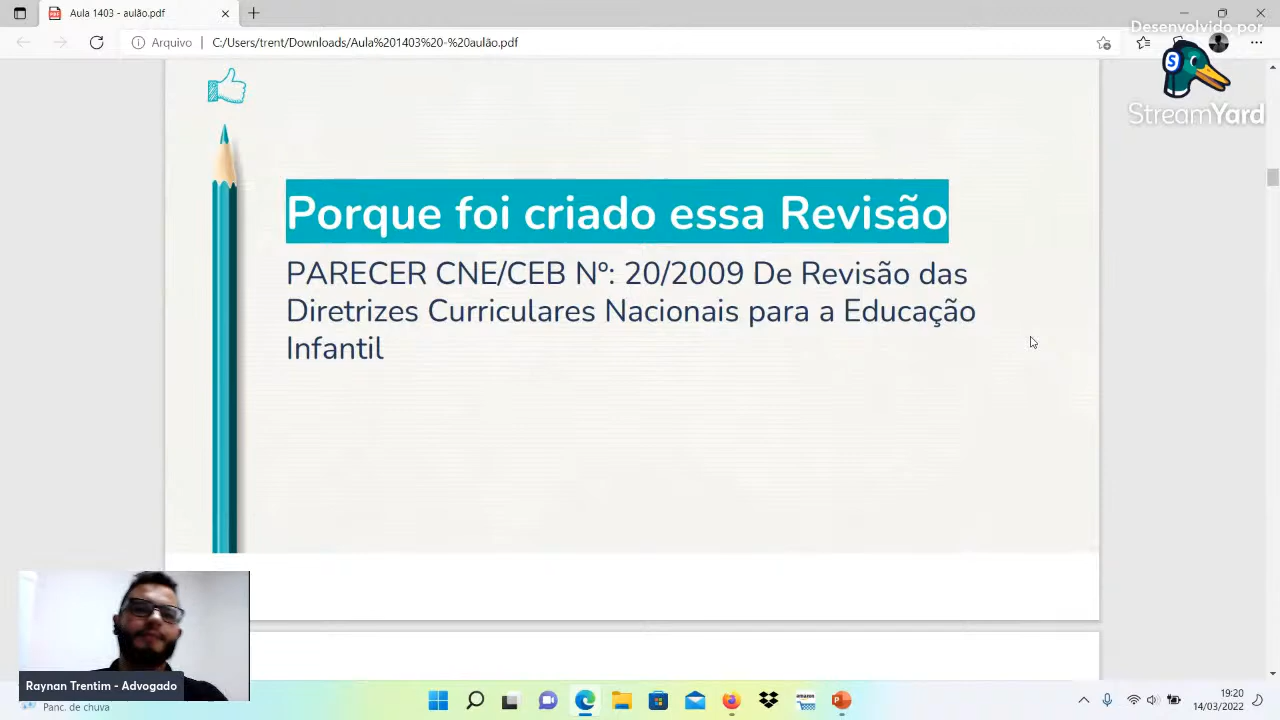 Aula 1403 - aulão.pdf
Arquivo
C:/Users/trent/Downloads/Aula%201403%20-%20aulão.pdf
Desenvolvido por
S
StreamYard
Porque foi criado essa Revisão
PARECER CNE/CEB Nº: 20/2009 De Revisão das
Diretrizes Curriculares Nacionais para a Educação
Infantil
Raynan Trentim - Advogado
Panc. de chuva
amazon
19:20
14/03/2022